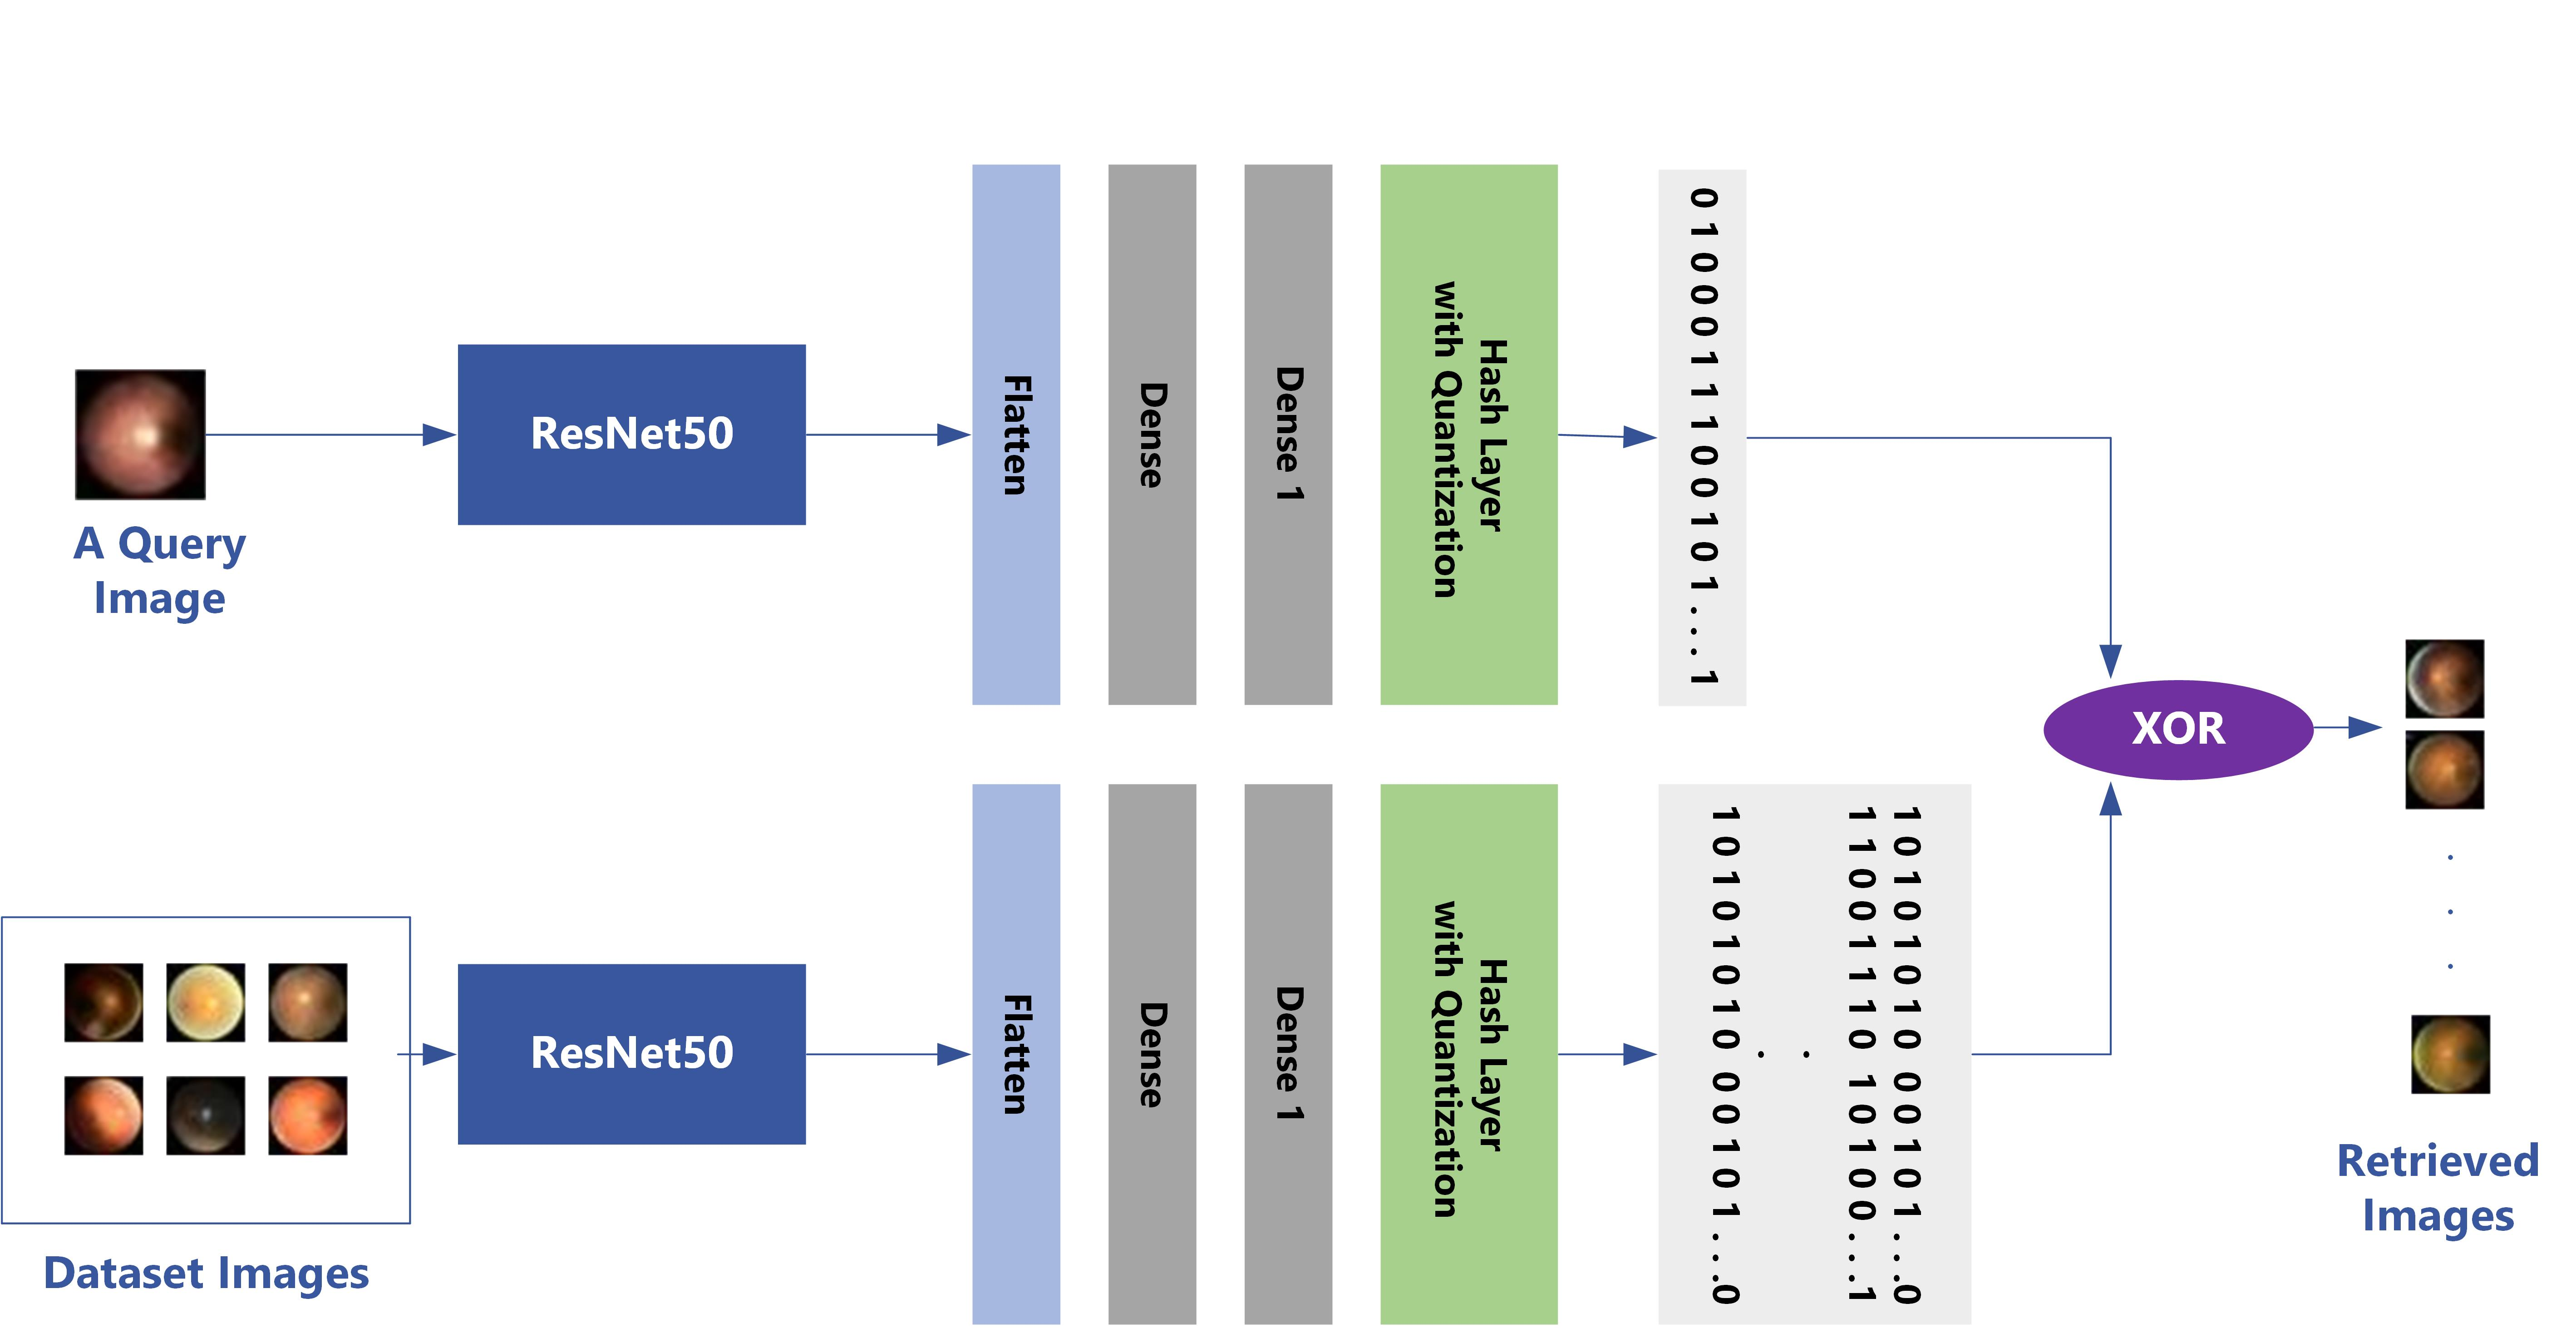 A Query
Image
ResNet50
Flatten
Dense
Dense 1
Hash Layer
with Quantization
0 1 0 0 0 1 1 1 0 0 1 0 1 . . . 1
Dataset Images
ResNet50
Flatten
Dense
Dense 1
Hash Layer
with Quantization
1 0 1 0 1 0 1 0 0 0 1 0 1 . . .0
1 1 0 0 1 1 1 0 1 0 1 0 0 . . .1
.
.
1 0 1 0 1 0 1 0 0 0 1 0 1 . . .0
XOR
.
.
.
Retrieved
Images